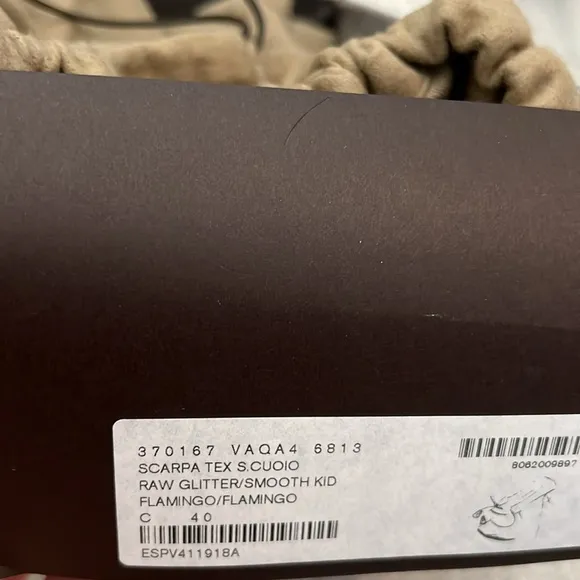 370167 VAQA4 6813
SCARPA TEX S.CUOIO
RAW GLITTER/SMOOTH KID
FLAMINGO/FLAMINGO
C 40
ESPV411918A
8062009897